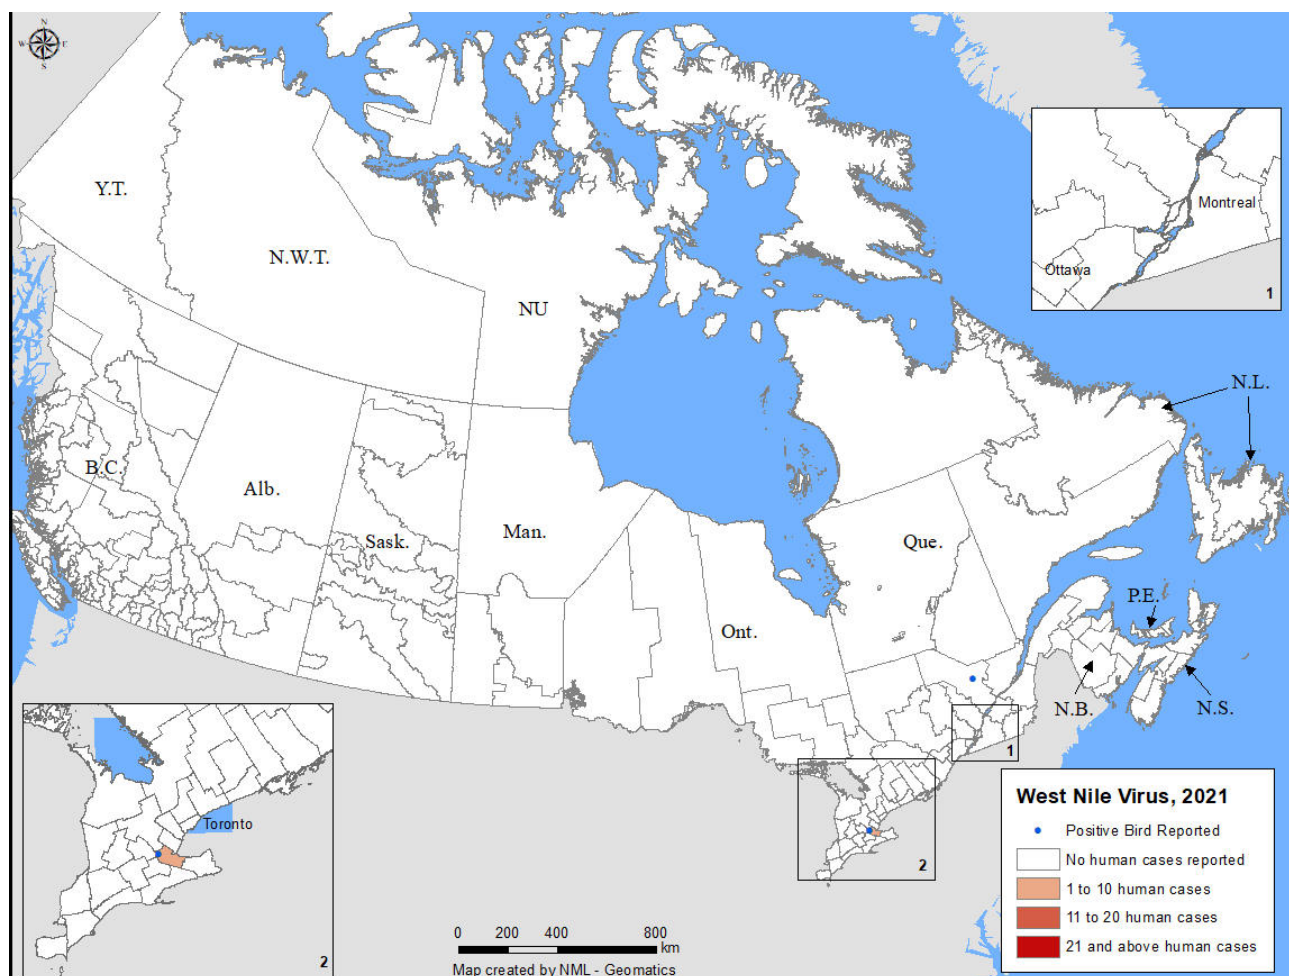 N
W E
S
Y.T.
N.W.T.
NU
Montreal
Ottawa
1
N.L.
B.C.
Alb.
Sask.
Man.
Ont.
Que.
P.E.
N.B.
N.S.
1
2
Toronto
2
West Nile Virus, 2021
Positive Bird Reported
No human cases reported
1 to 10 human cases
11 to 20 human cases
21 and above human cases
0 200 400 800
km
Map created by NML - Geomatics